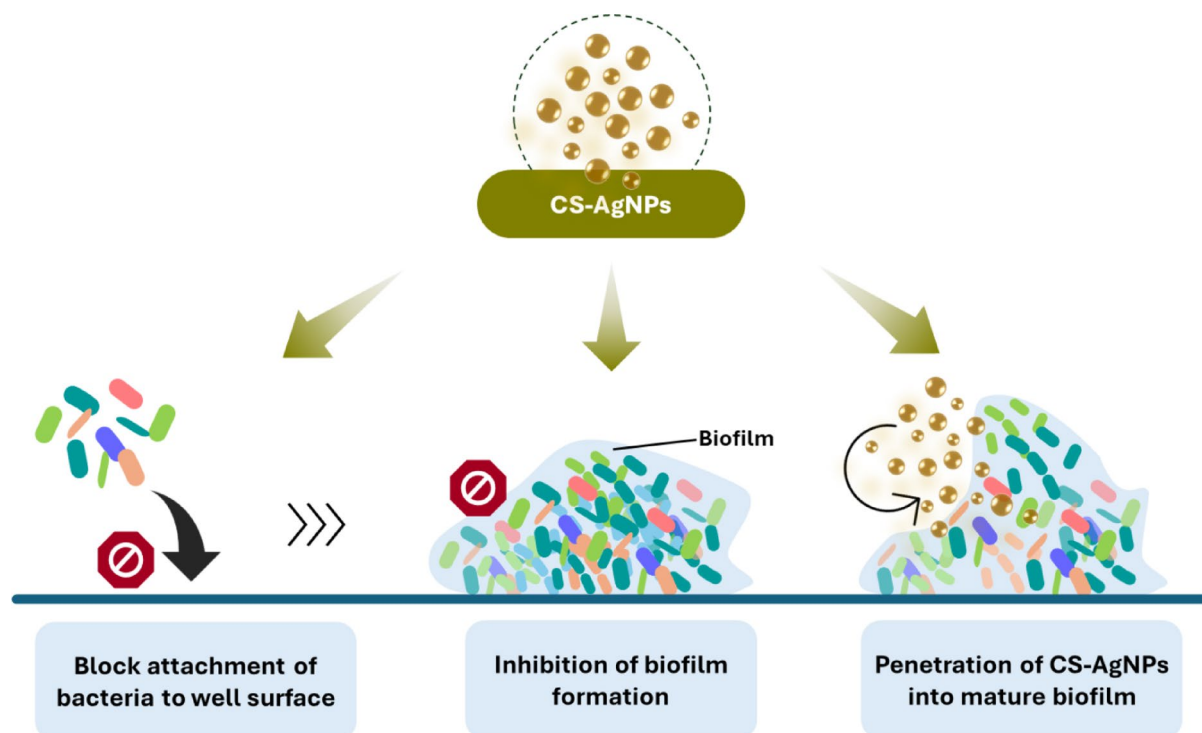 CS-AgNPs
Biofilm
Block attachment of
bacteria to well surface
Inhibition of biofilm
formation
Penetration of CS-AgNPs
into mature biofilm